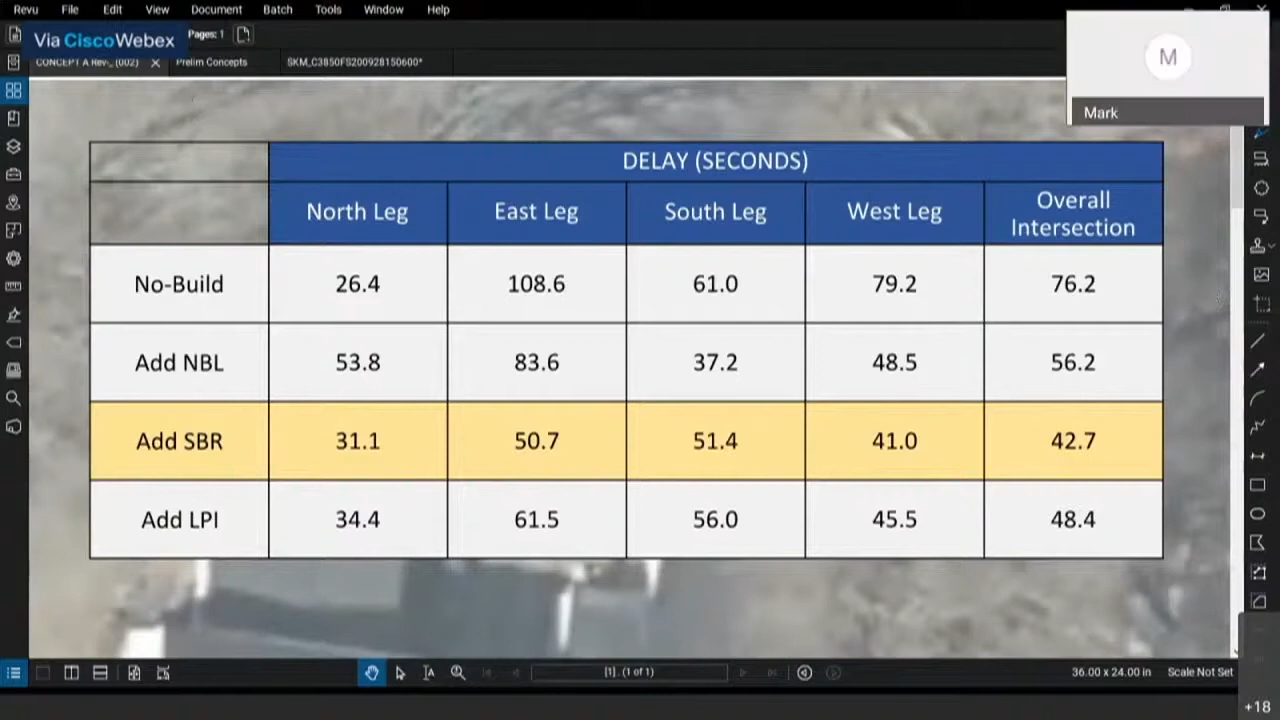 Revu File Edit View Document Batch Tools Window Help
Via CiscoWebex
Pages: 1
CONCEPT A Rev-_ (002) Prelim Concepts SKM_C3850FS200928150600*
M
Mark
DELAY (SECONDS)
North Leg East Leg South Leg West Leg Overall Intersection
No-Build 26.4 108.6 61.0 79.2 76.2
Add NBL 53.8 83.6 37.2 48.5 56.2
Add SBR 31.1 50.7 51.4 41.0 42.7
Add LPI 34.4 61.5 56.0 45.5 48.4
[1]. (1 of 1) 36.00 x 24.00 in Scale Not Set
+18